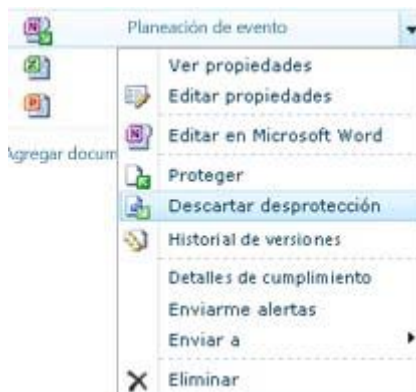 Planeación de evento
Ver propiedades
Editar propiedades
Editar en Microsoft Word
Agregar docum
Proteger
Descartar desprotección
Historial de versiones
Detalles de cumplimiento
Enviarme alertas
Enviar a
Eliminar